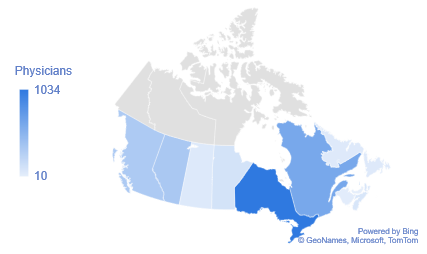 Physicians
1034
10
Powered by Bing
© GeoNames, Microsoft, TomTom